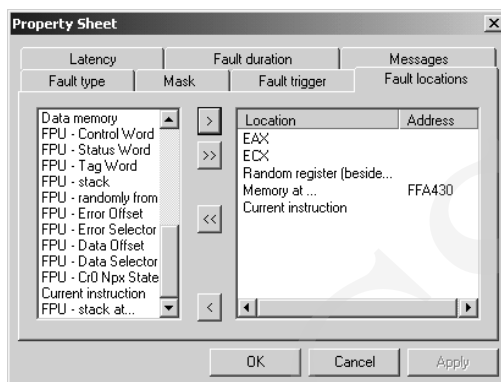 Property Sheet
Latency
Fault duration
Messages
Fault type
Mask
Fault trigger
Fault locations
Data memory
FPU - Control Word
FPU - Status Word
FPU - Tag Word
FPU - stack
FPU - randomly from
FPU - Error Offset
FPU - Error Selector
FPU - Data Offset
FPU - Data Selector
FPU - Cr0 Npx State
Current instruction
FPU - stack at...
>
>>
<<
<
Location Address
EAX
ECX
Random register (beside...
Memory at ... FFA430
Current instruction
OK
Cancel
Apply